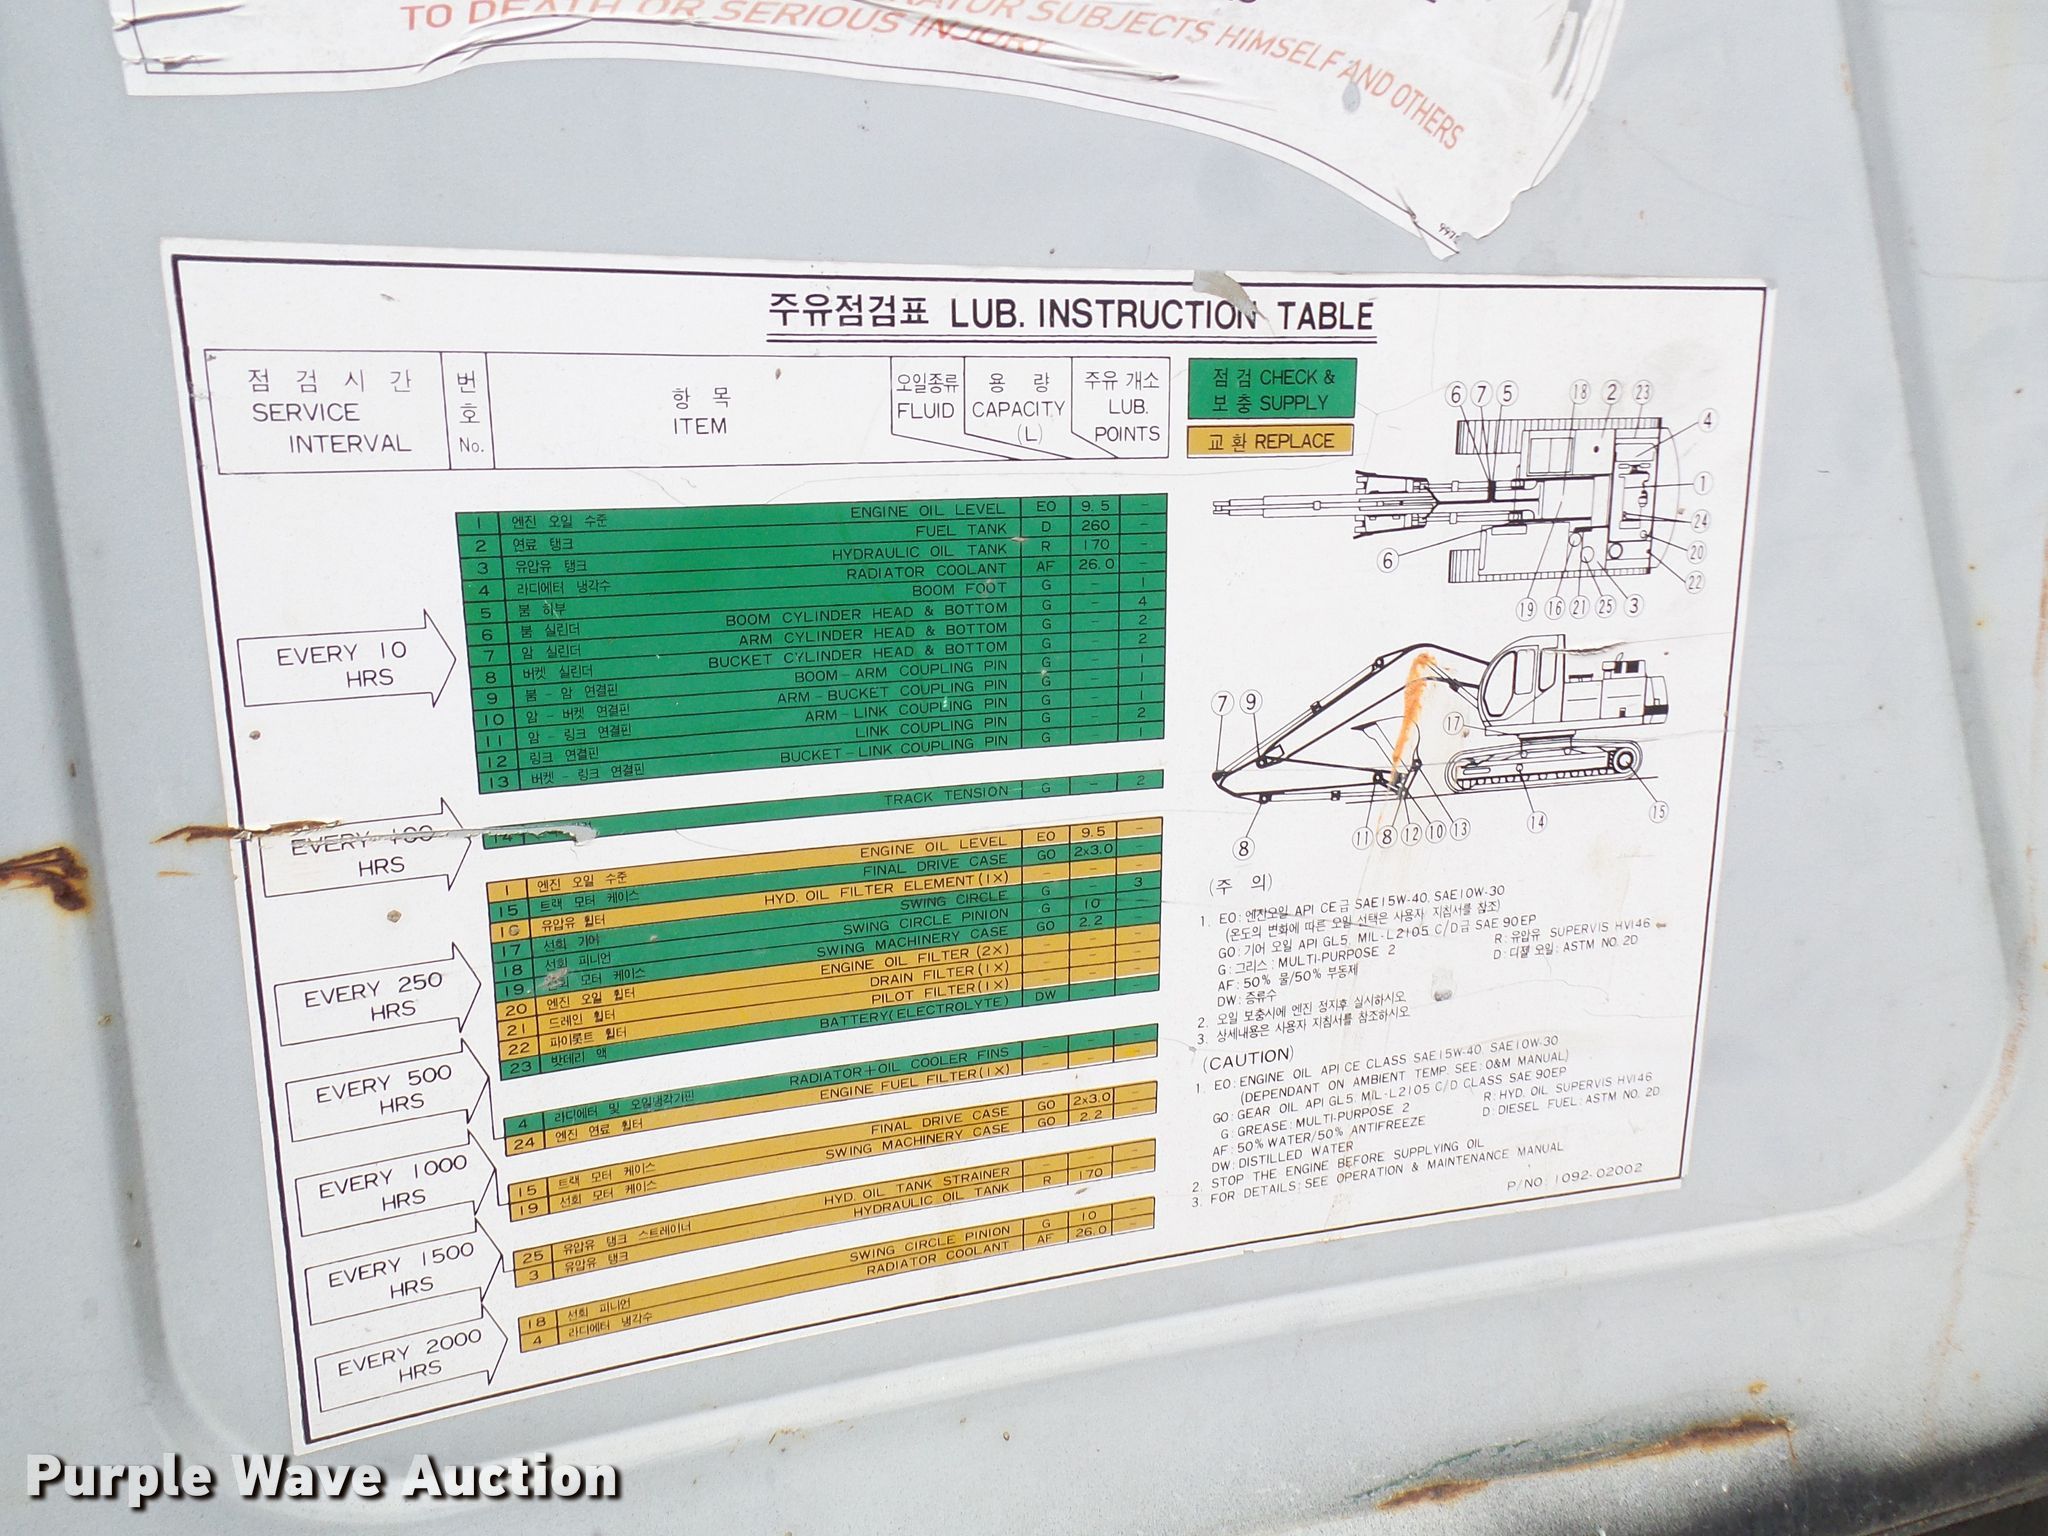 TO DEATH OR SERIOUS INJURY
SUBJECTS HIMSELF AND OTHERS
주유점검표 LUB. INSTRUCTION TABLE
점 검 시 간 SERVICE INTERVAL
번 호 No.
항 목 ITEM
오일종류 FLUID
용 량 CAPACITY (L)
주유 개소 LUB. POINTS
점 검 CHECK &
보 충 SUPPLY
교 환 REPLACE
EVERY 10 HRS
1 엔진 오일 수준 ENGINE OIL LEVEL EO 9.5 -
2 연료 탱크 FUEL TANK D 260 -
3 유압유 탱크 HYDRAULIC OIL TANK R 170 -
4 라디에터 냉각수 RADIATOR COOLANT AF 26.0 -
5 붐 하부 BOOM FOOT G - 1
6 붐 실린더 BOOM CYLINDER HEAD & BOTTOM G - 4
7 암 실린더 ARM CYLINDER HEAD & BOTTOM G - 2
8 버켓 실린더 BUCKET CYLINDER HEAD & BOTTOM G - 2
9 붐 - 암 연결핀 BOOM-ARM COUPLING PIN G - 1
10 암 - 버켓 연결핀 ARM-BUCKET COUPLING PIN G - 1
11 암 - 링크 연결핀 ARM-LINK COUPLING PIN G - 1
12 링크 연결핀 LINK COUPLING PIN G - 2
13 버켓 - 링크 연결핀 BUCKET-LINK COUPLING PIN G - 1
EVERY 100 HRS
14 TRACK TENSION G - 2
EVERY 250 HRS
1 엔진 오일 수준 ENGINE OIL LEVEL EO 9.5 -
15 트랙 모터 케이스 FINAL DRIVE CASE GO 2x3.0 -
16 유압유 휠터 HYD. OIL FILTER ELEMENT (1X) - - -
17 선회 기어 SWING CIRCLE G - 3
18 선회 피니언 SWING CIRCLE PINION G 10 -
19 선회 모터 케이스 SWING MACHINERY CASE GO 2.2 -
20 엔진 오일 휠터 ENGINE OIL FILTER (2X) - - -
21 드레인 휠터 DRAIN FILTER (1X) - - -
22 파이롯트 휠터 PILOT FILTER (1X) - - -
23 밧데리 액 BATTERY (ELECTROLYTE) DW - -
EVERY 500 HRS
4 라디에터 및 오일냉각기핀 RADIATOR + OIL COOLER FINS - - -
24 엔진 연료 휠터 ENGINE FUEL FILTER (1X) - - -
EVERY 1000 HRS
15 트랙 모터 케이스 FINAL DRIVE CASE GO 2x3.0 -
19 선회 모터 케이스 SWING MACHINERY CASE GO 2.2 -
EVERY 1500 HRS
25 유압유 탱크 스트레이너 HYD. OIL TANK STRAINER - - -
3 유압유 탱크 HYDRAULIC OIL TANK R 170 -
EVERY 2000 HRS
18 선회 피니언 SWING CIRCLE PINION G 10 -
4 라디에터 냉각수 RADIATOR COOLANT AF 26.0 -
6 7 5 18 2 23
4
1
24
20
22
6
19 16 21 25 3
7 9 17
8 11 8 12 10 13 14 15
(주 의)
1. EO : 엔진오일 API CE급 SAE15W-40, SAE10W-30
(온도의 변화에 따른 오일 선택은 사용자 지침서를 참조)
GO : 기어 오일 API GL5. MIL-L2105 C/D급 SAE 90EP
G : 그리스 : MULTI-PURPOSE 2 R : 유압유 SUPERVIS HVI46
AF : 50% 물/50% 부동제 D : 디젤 오일 : ASTM NO. 2D
DW : 증류수
2. 오일 보충시에 엔진 정지후 실시하시오
3. 상세내용은 사용자 지침서를 참조하시오
(CAUTION)
1. EO : ENGINE OIL API CE CLASS SAE15W-40, SAE10W-30
(DEPENDANT ON AMBIENT TEMP. SEE : O&M MANUAL)
GO : GEAR OIL API GL5. MIL-L2105 C/D CLASS SAE 90EP
G : GREASE : MULTI-PURPOSE 2 R : HYD. OIL SUPERVIS HVI46
AF : 50% WATER/50% ANTIFREEZE D : DIESEL FUEL : ASTM NO. 2D
DW : DISTILLED WATER
2. STOP THE ENGINE BEFORE SUPPLYING OIL
3. FOR DETAILS : SEE OPERATION & MAINTENANCE MANUAL
P/NO : 1092-02002
Purple Wave Auction